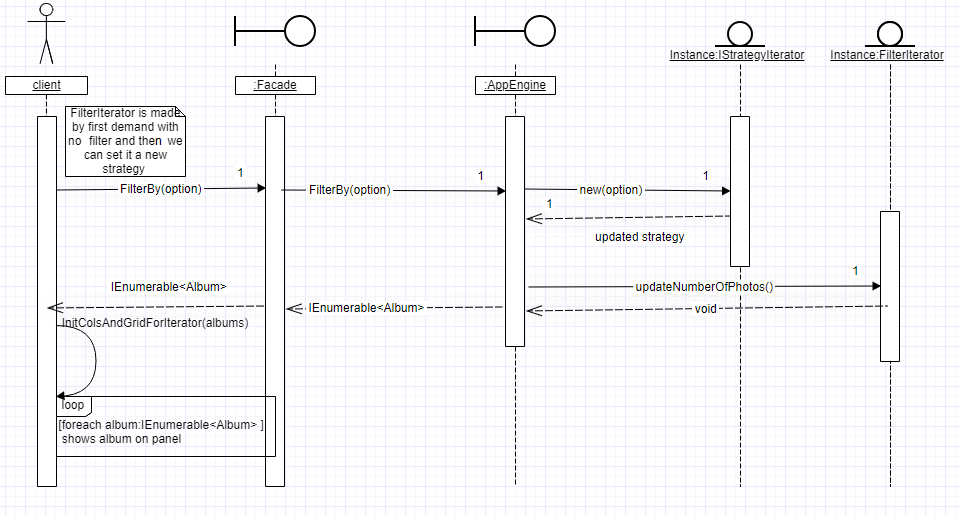 Instance:IStrategyIterator
Instance:FilterIterator
client
:Facade
:AppEngine
FilterIterator is made
by first demand with
no filter and then we
can set it a new
strategy
FilterBy(option)
1
FilterBy(option)
1
new(option)
1
1
updated strategy
1
IEnumerable<Album>
updateNumberOfPhotos()
IEnumerable<Album>
void
InitColsAndGridForIterator(albums)
loop
[foreach album:IEnumerable<Album> ]
shows album on panel